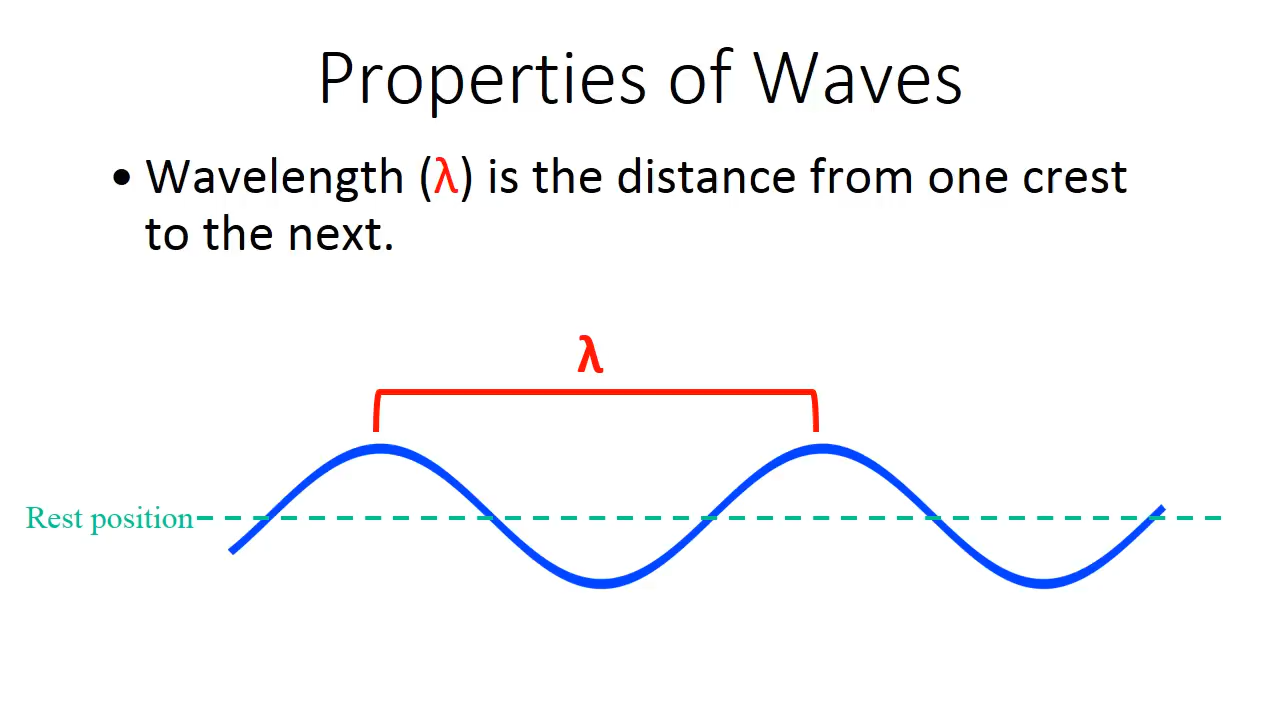 Properties of Waves
• Wavelength (λ) is the distance from one crest
to the next.
λ
Rest position